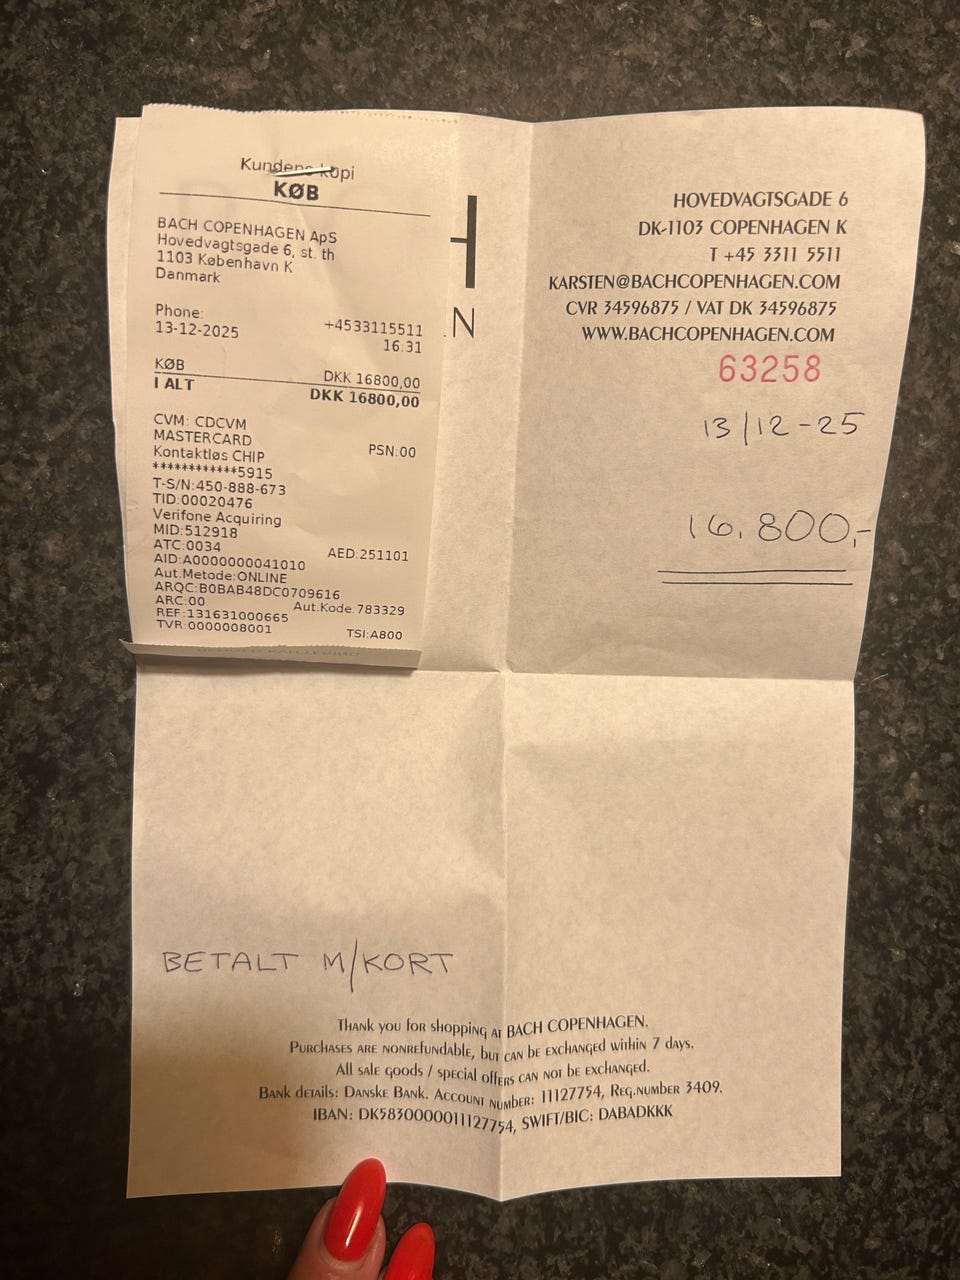 Kundens kopi
KØB
BACH COPENHAGEN ApS
Hovedvagtsgade 6, st. th
1103 København K
Danmark
Phone: +4533115511
13-12-2025 16:31
KØB DKK 16800,00
I ALT DKK 16800,00
CVM: CDCVM
MASTERCARD PSN:00
Kontaktløs CHIP
************5915
T-S/N:450-888-673
TID:00020476
Verifone Acquiring
MID:512918
ATC:0034 AED:251101
AID:A0000000041010
Aut.Metode:ONLINE
ARQC:B0BAB48DC0709616
ARC:00 Aut.Kode:783329
REF:131631000665
TVR:0000008001 TSI:A800
H
EN
HOVEDVAGTSGADE 6
DK-1103 COPENHAGEN K
T +45 3311 5511
KARSTEN@BACHCOPENHAGEN.COM
CVR 34596875 / VAT DK 34596875
WWW.BACHCOPENHAGEN.COM
63258
13/12-25
16.800,-
BETALT M/KORT
Thank you for shopping at BACH COPENHAGEN.
Purchases are nonrefundable, but can be exchanged within 7 days.
All sale goods / special offers can not be exchanged.
Bank details: Danske Bank. Account number: 11127754, Reg.number 3409.
IBAN: DK5830000011127754, SWIFT/BIC: DABADKKK